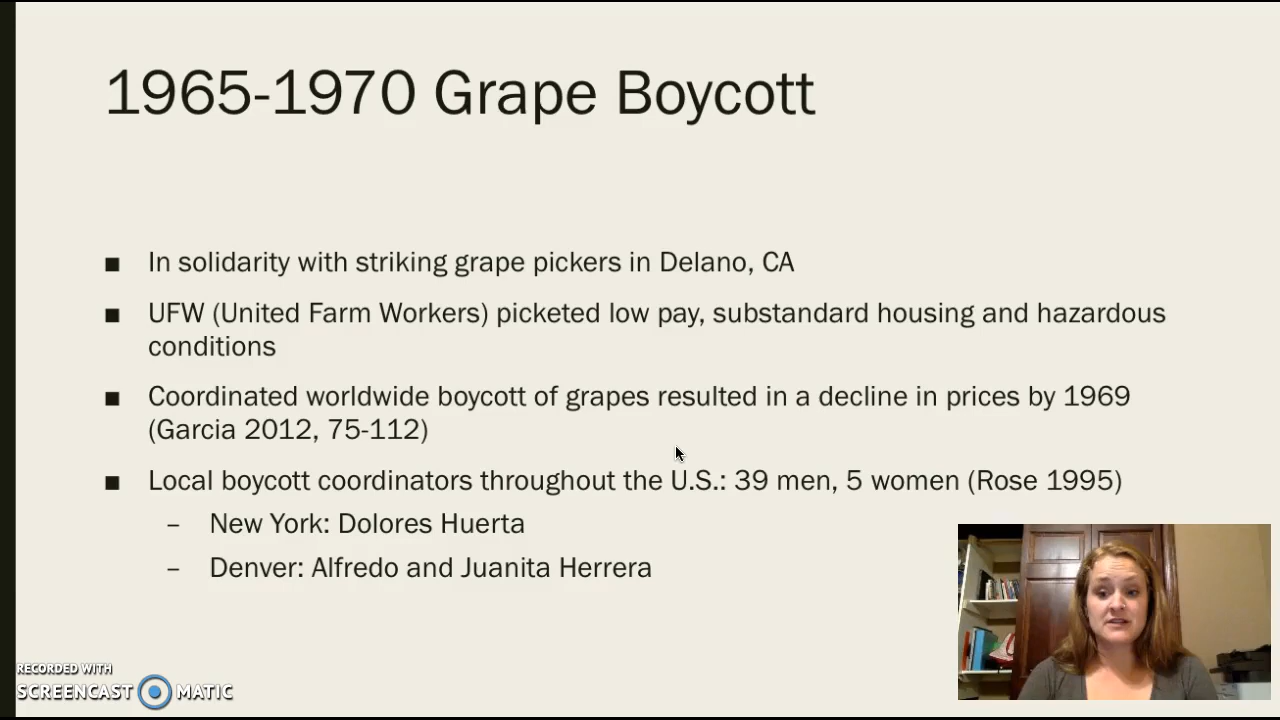 1965-1970 Grape Boycott
■ In solidarity with striking grape pickers in Delano, CA
■ UFW (United Farm Workers) picketed low pay, substandard housing and hazardous
conditions
■ Coordinated worldwide boycott of grapes resulted in a decline in prices by 1969
(Garcia 2012, 75-112)
■ Local boycott coordinators throughout the U.S.: 39 men, 5 women (Rose 1995)
– New York: Dolores Huerta
– Denver: Alfredo and Juanita Herrera
RECORDED WITH
SCREENCAST MATIC